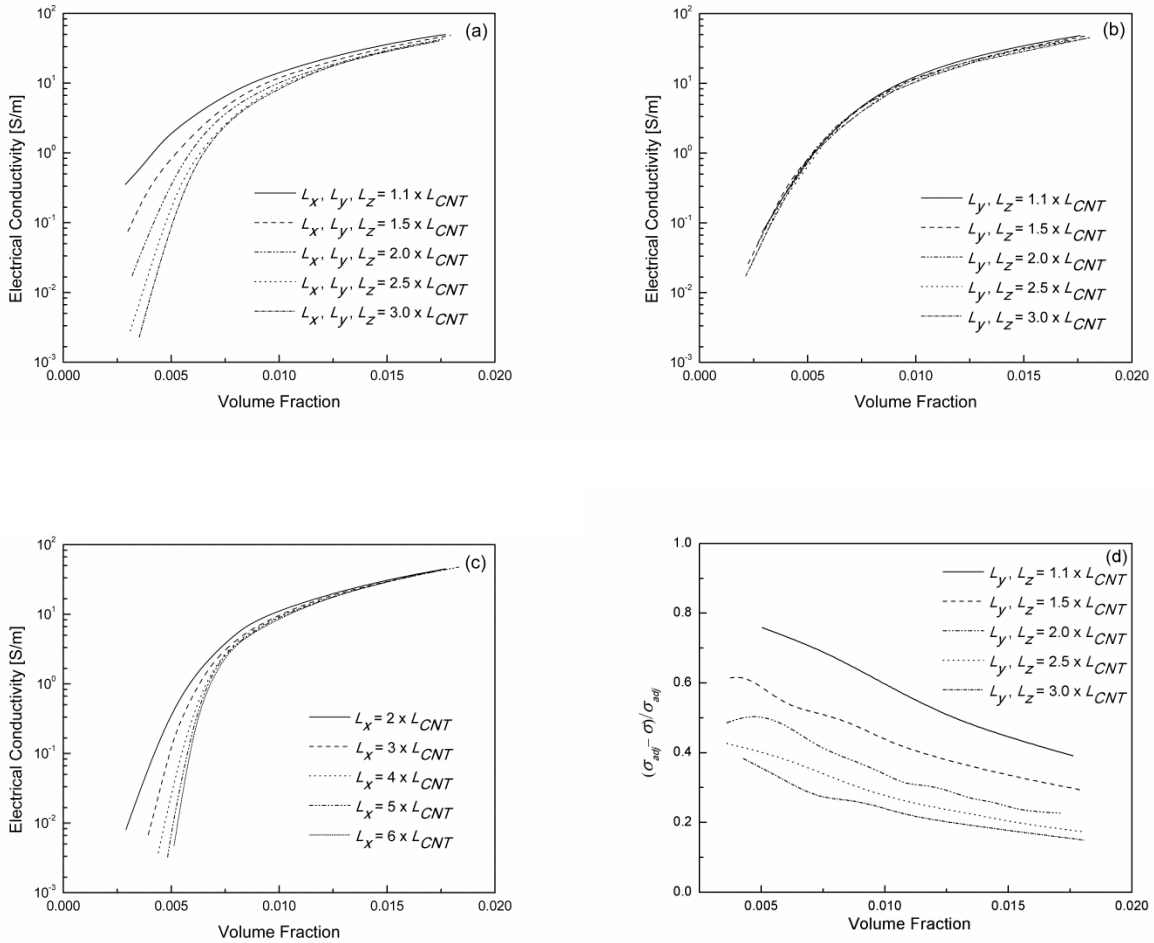 (a)
10^2
10^1
10^0
10^-1
10^-2
10^-3
Electrical Conductivity [S/m]
L_x, L_y, L_z = 1.1 x L_CNT
L_x, L_y, L_z = 1.5 x L_CNT
L_x, L_y, L_z = 2.0 x L_CNT
L_x, L_y, L_z = 2.5 x L_CNT
L_x, L_y, L_z = 3.0 x L_CNT
0.000 0.005 0.010 0.015 0.020
Volume Fraction
(b)
10^2
10^1
10^0
10^-1
10^-2
10^-3
Electrical Conductivity [S/m]
L_y, L_z = 1.1 x L_CNT
L_y, L_z = 1.5 x L_CNT
L_y, L_z = 2.0 x L_CNT
L_y, L_z = 2.5 x L_CNT
L_y, L_z = 3.0 x L_CNT
0.000 0.005 0.010 0.015 0.020
Volume Fraction
(c)
10^2
10^1
10^0
10^-1
10^-2
10^-3
Electrical Conductivity [S/m]
L_x = 2 x L_CNT
L_x = 3 x L_CNT
L_x = 4 x L_CNT
L_x = 5 x L_CNT
L_x = 6 x L_CNT
0.000 0.005 0.010 0.015 0.020
Volume Fraction
(d)
1.0
0.8
0.6
0.4
0.2
0.0
(σ_adj − σ)/σ_adj
L_y, L_z = 1.1 x L_CNT
L_y, L_z = 1.5 x L_CNT
L_y, L_z = 2.0 x L_CNT
L_y, L_z = 2.5 x L_CNT
L_y, L_z = 3.0 x L_CNT
0.005 0.010 0.015 0.020
Volume Fraction